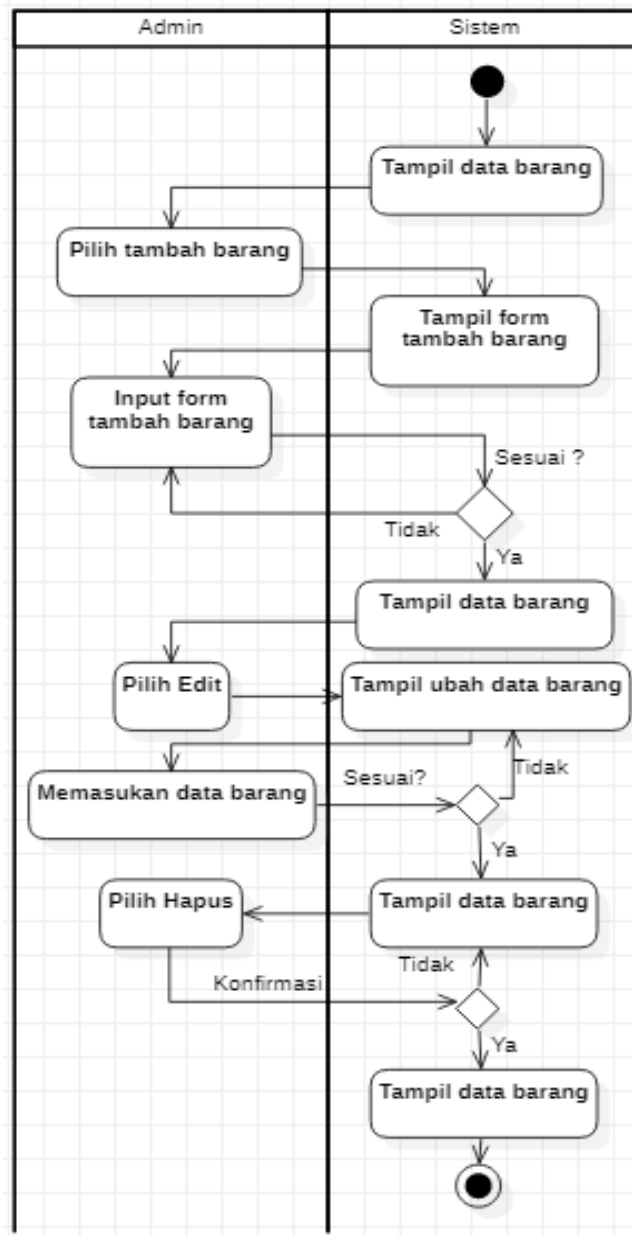 Admin
Sistem
Tampil data barang
Pilih tambah barang
Tampil form
tambah barang
Input form
tambah barang
Sesuai ?
Tidak
Ya
Tampil data barang
Pilih Edit
Tampil ubah data barang
Tidak
Memasukan data barang
Sesuai?
Ya
Pilih Hapus
Tampil data barang
Tidak
Konfirmasi
Ya
Tampil data barang